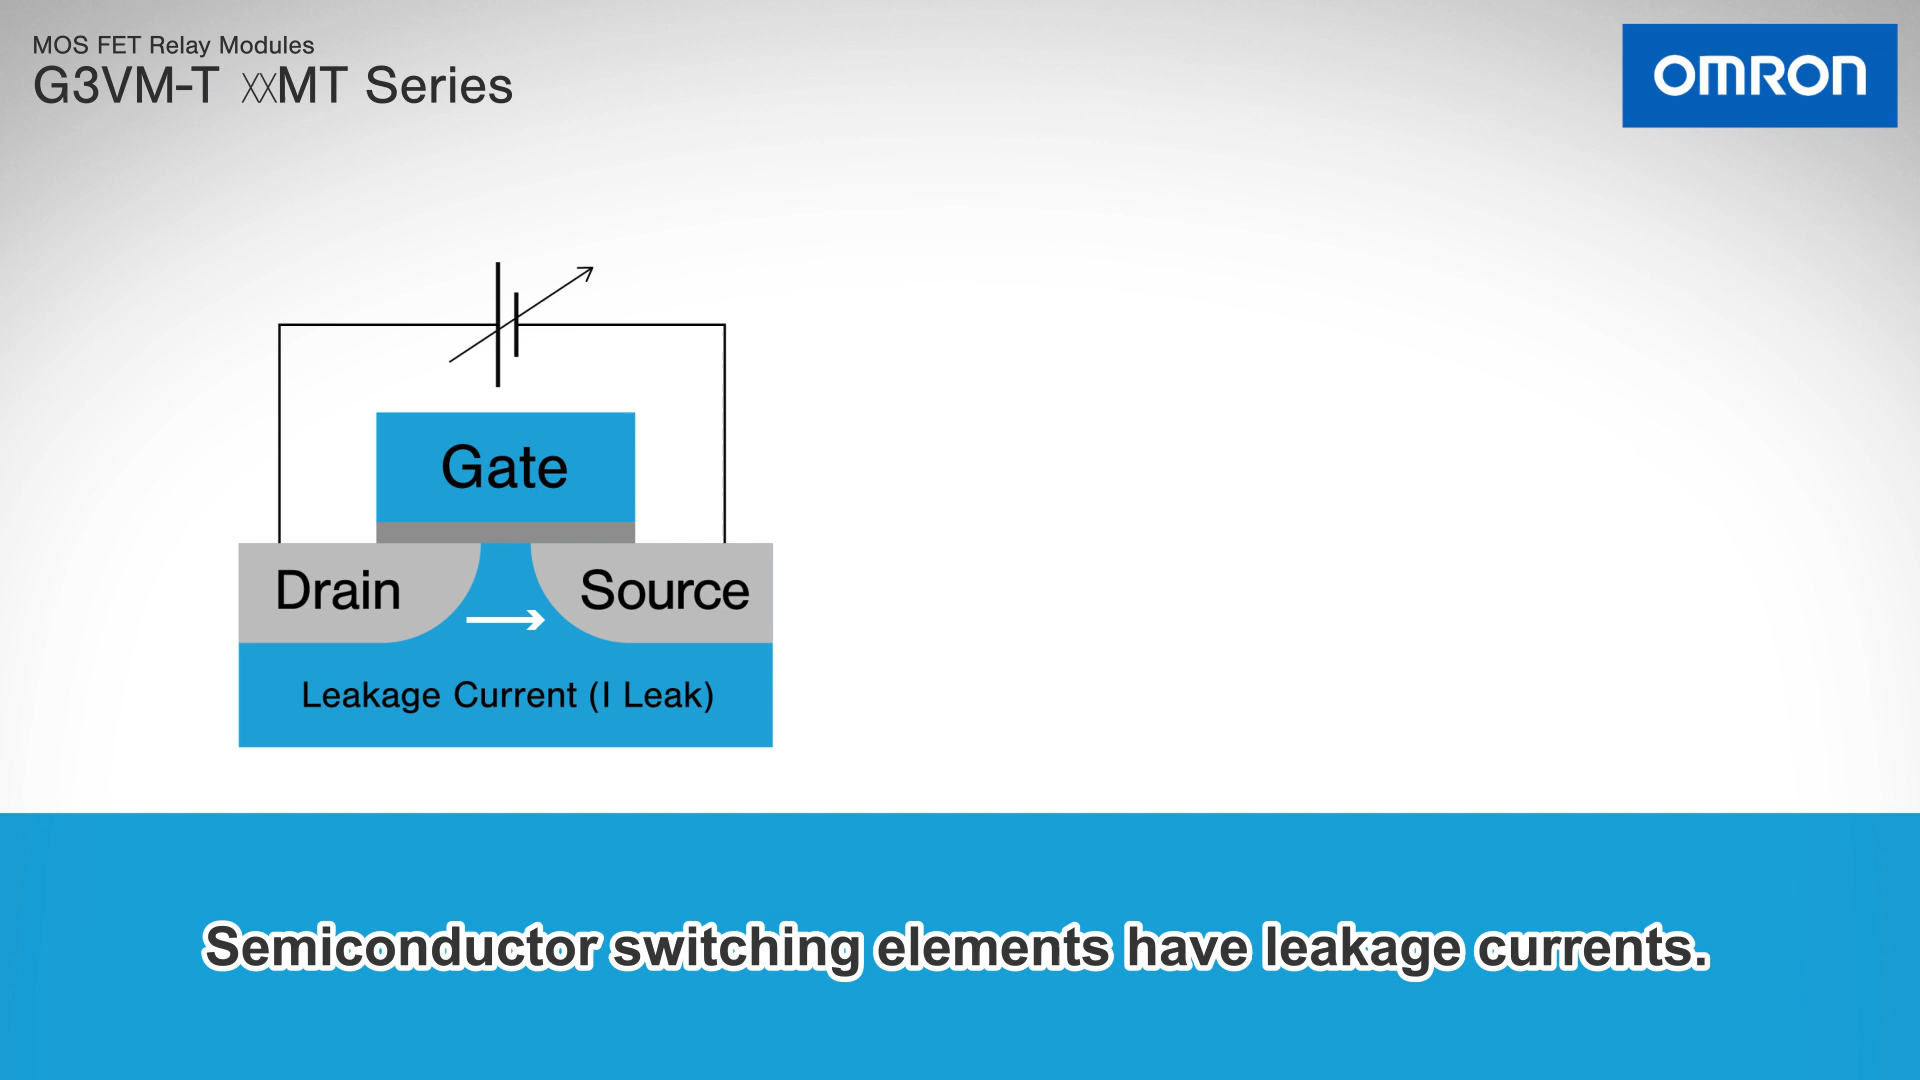 MOS FET Relay Modules
G3VM-T XXMT Series
OMRON
Gate
Drain
Source
Leakage Current (I Leak)
Semiconductor switching elements have leakage currents.